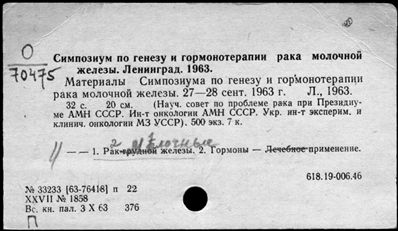 О
70475
Симпозиум по генезу и гормонотерапии рака молочной
железы. Ленинград. 1963.
Материалы Симпозиума по генезу и гормонотерапии
рака молочной железы. 27—28 сент. 1963 г. Л., 1963.
32 с. 20 см. (Науч. совет по проблеме рака при Президиу-
ме АМН СССР. Ин-т онкологии АМН СССР. Укр. ин-т эксперим. и
клинич. онкологии МЗ УССР). 500 экз. 7 к.
— — 1. Рак грудной железы. 2. Гормоны — Лечебное применение.
618.19-006.46
№ 33233 [63-76418] п 22
XXVII № 1858
Вс. кн. пал. 3 X 63 376
П